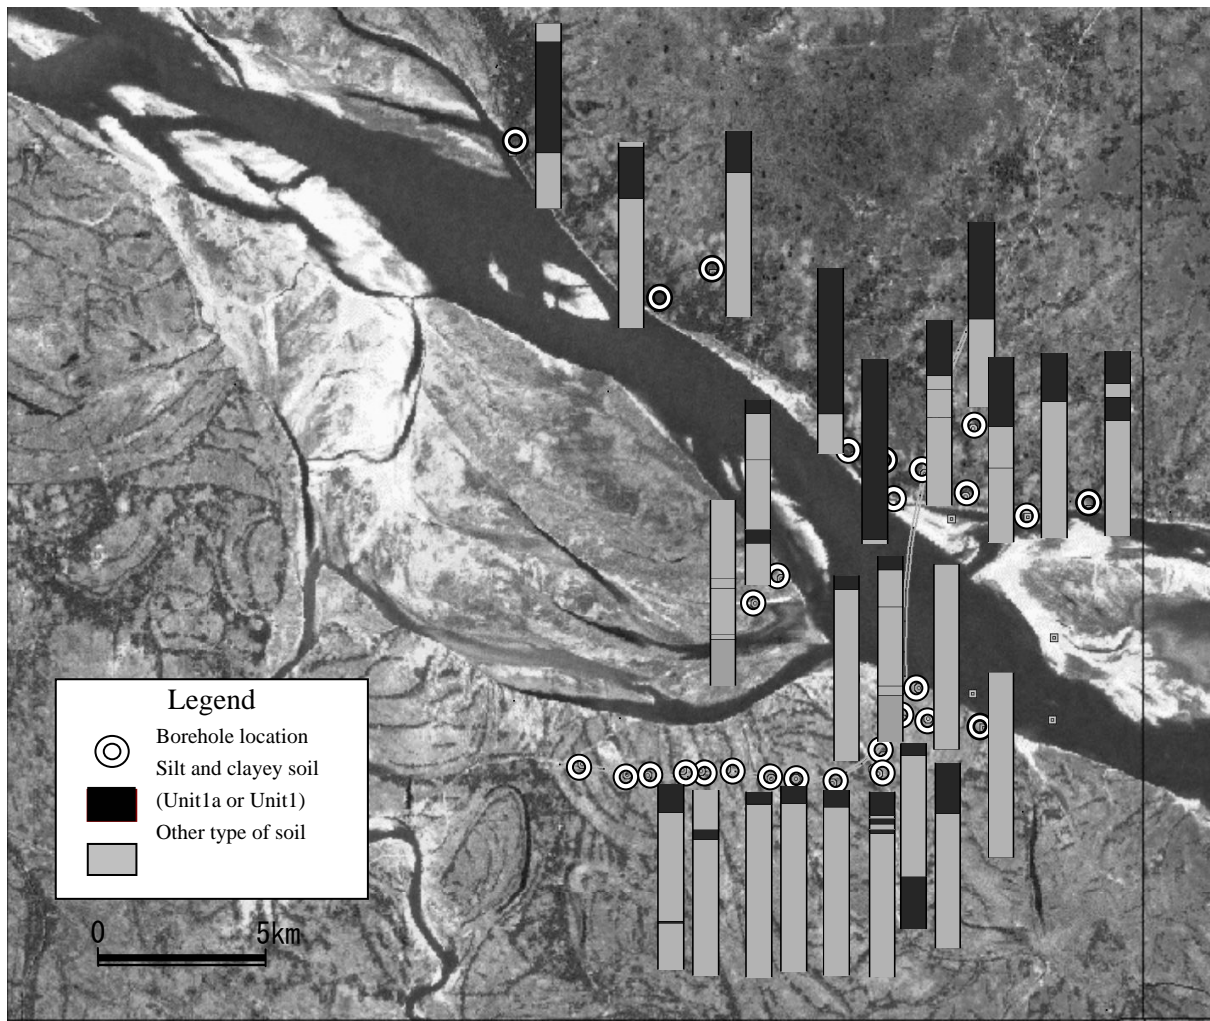 Legend
Borehole location
Silt and clayey soil
(Unit1a or Unit1)
Other type of soil
0 5km